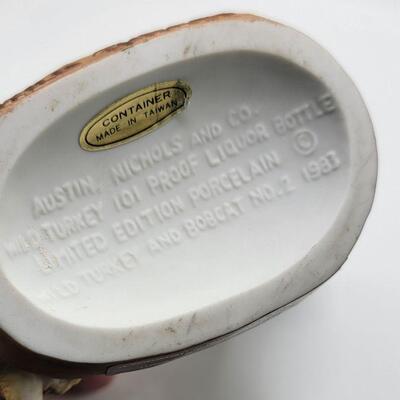 CONTAINER
MADE IN TAIWAN
AUSTIN, NICHOLS AND CO.
WILD TURKEY 101 PROOF LIQUOR BOTTLE
LIMITED EDITION PORCELAIN ©
WILD TURKEY AND BOBCAT NO.2 1983